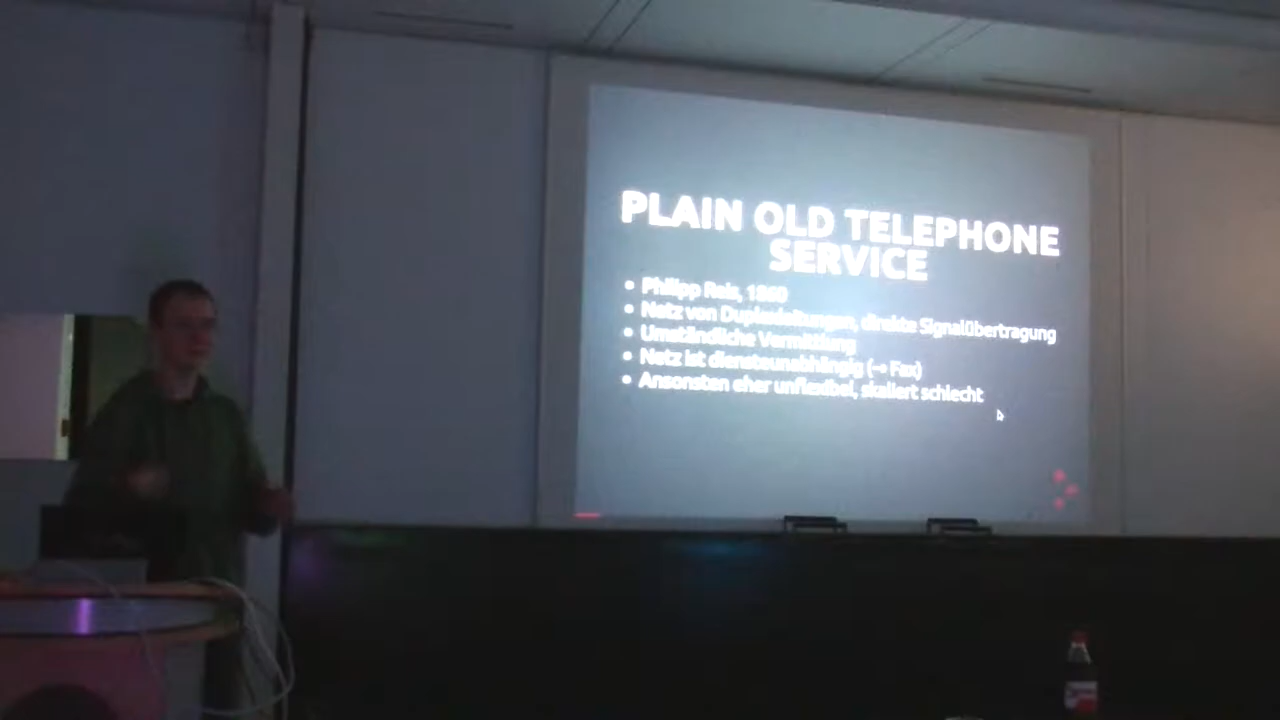 PLAIN OLD TELEPHONE
SERVICE
Philipp Reis, 1860
Netz von Duplexleitungen, direkte Signalübertragung
Umständliche Vermittlung
Netz ist dienstunabhängig (→ Fax)
Ansonsten eher unflexibel, skaliert schlecht